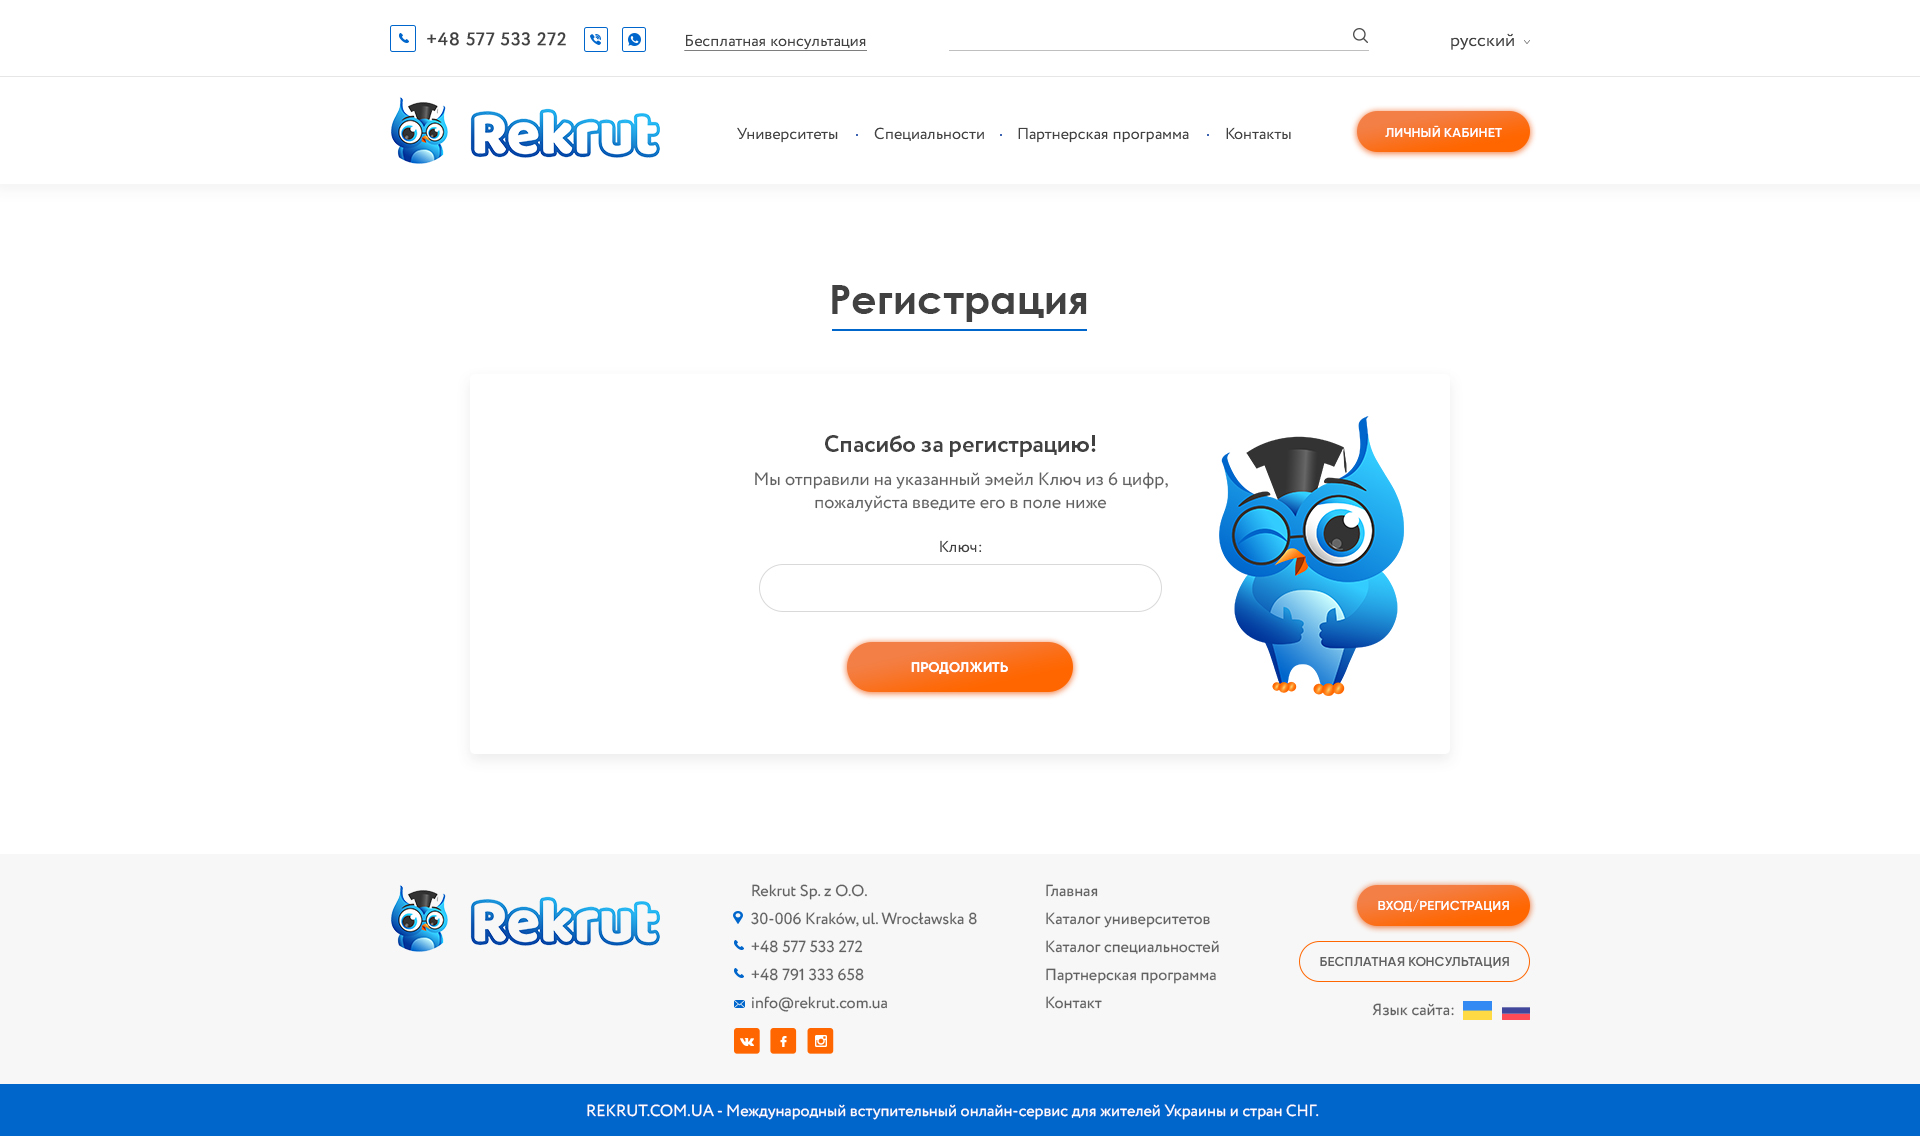 +48 577 533 272
Бесплатная консультация
русский
Rekrut
Университеты · Специальности · Партнерская программа · Контакты
ЛИЧНЫЙ КАБИНЕТ
Регистрация
Спасибо за регистрацию!
Мы отправили на указанный эмейл Ключ из 6 цифр,
пожалуйста введите его в поле ниже
Ключ:
ПРОДОЛЖИТЬ
Rekrut
Rekrut Sp. z O.O.
30-006 Kraków, ul. Wrocławska 8
+48 577 533 272
+48 791 333 658
info@rekrut.com.ua
Главная
Каталог университетов
Каталог специальностей
Партнерская программа
Контакт
ВХОД/РЕГИСТРАЦИЯ
БЕСПЛАТНАЯ КОНСУЛЬТАЦИЯ
Язык сайта:
REKRUT.COM.UA - Международный вступительный онлайн-сервис для жителей Украины и стран СНГ.